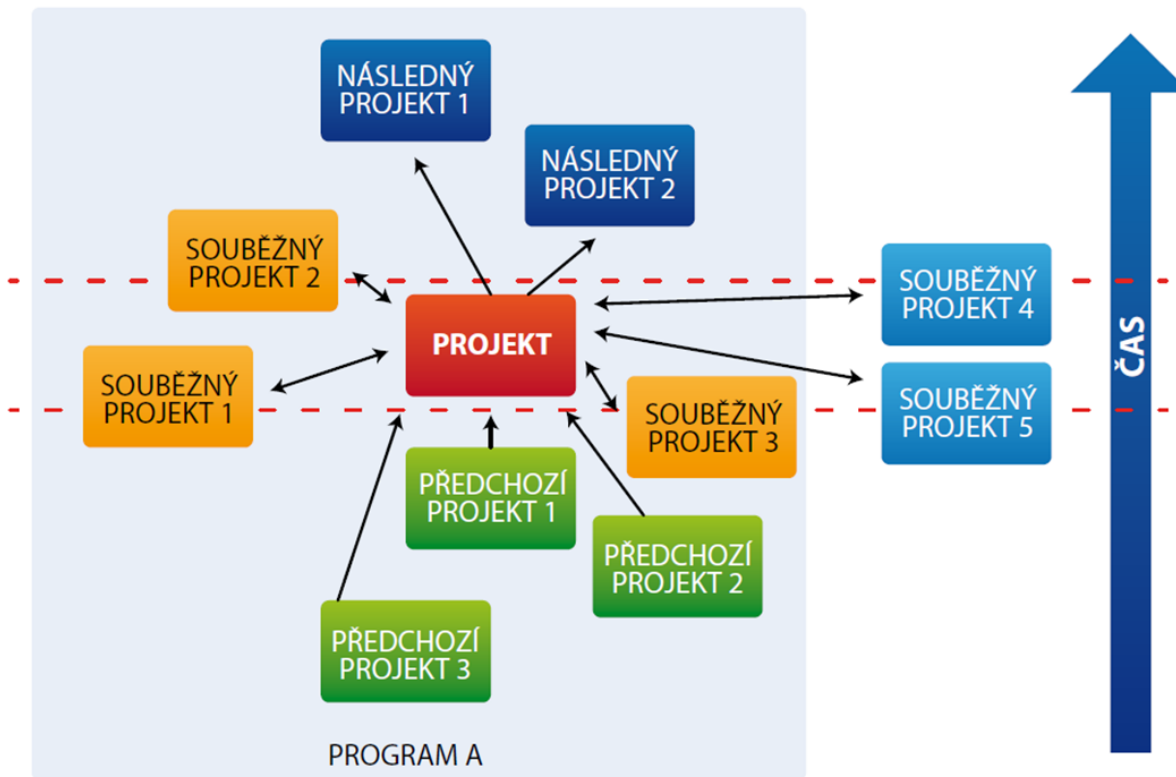 NÁSLEDNÝ
PROJEKT 1
NÁSLEDNÝ
PROJEKT 2
SOUBĚŽNÝ
PROJEKT 2
SOUBĚŽNÝ
PROJEKT 4
PROJEKT
ČAS
SOUBĚŽNÝ
PROJEKT 1
SOUBĚŽNÝ
PROJEKT 3
SOUBĚŽNÝ
PROJEKT 5
PŘEDCHOZÍ
PROJEKT 1
PŘEDCHOZÍ
PROJEKT 2
PŘEDCHOZÍ
PROJEKT 3
PROGRAM A